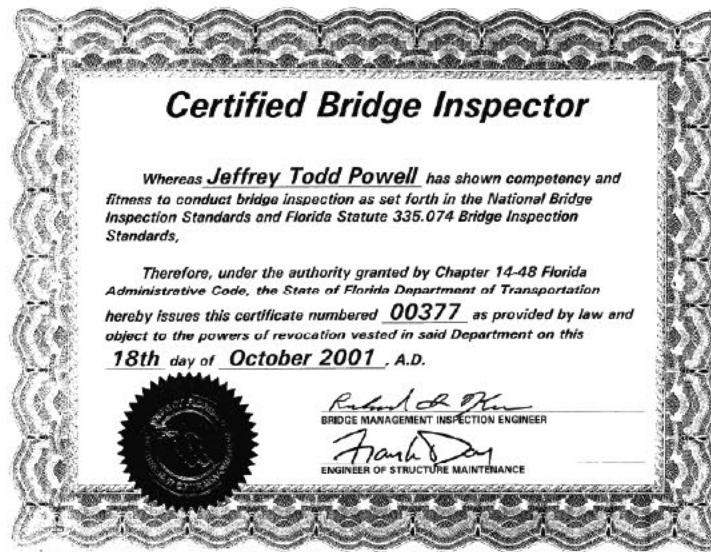 Certified Bridge Inspector
Whereas Jeffrey Todd Powell has shown competency and
fitness to conduct bridge inspection as set forth in the National Bridge
Inspection Standards and Florida Statute 335.074 Bridge Inspection
Standards,
Therefore, under the authority granted by Chapter 14-48 Florida
Administrative Code, the State of Florida Department of Transportation
hereby issues this certificate numbered 00377 as provided by law and
object to the powers of revocation vested in said Department on this
18th day of October 2001 , A.D.
BRIDGE MANAGEMENT INSPECTION ENGINEER
Frank Day
ENGINEER OF STRUCTURE MAINTENANCE